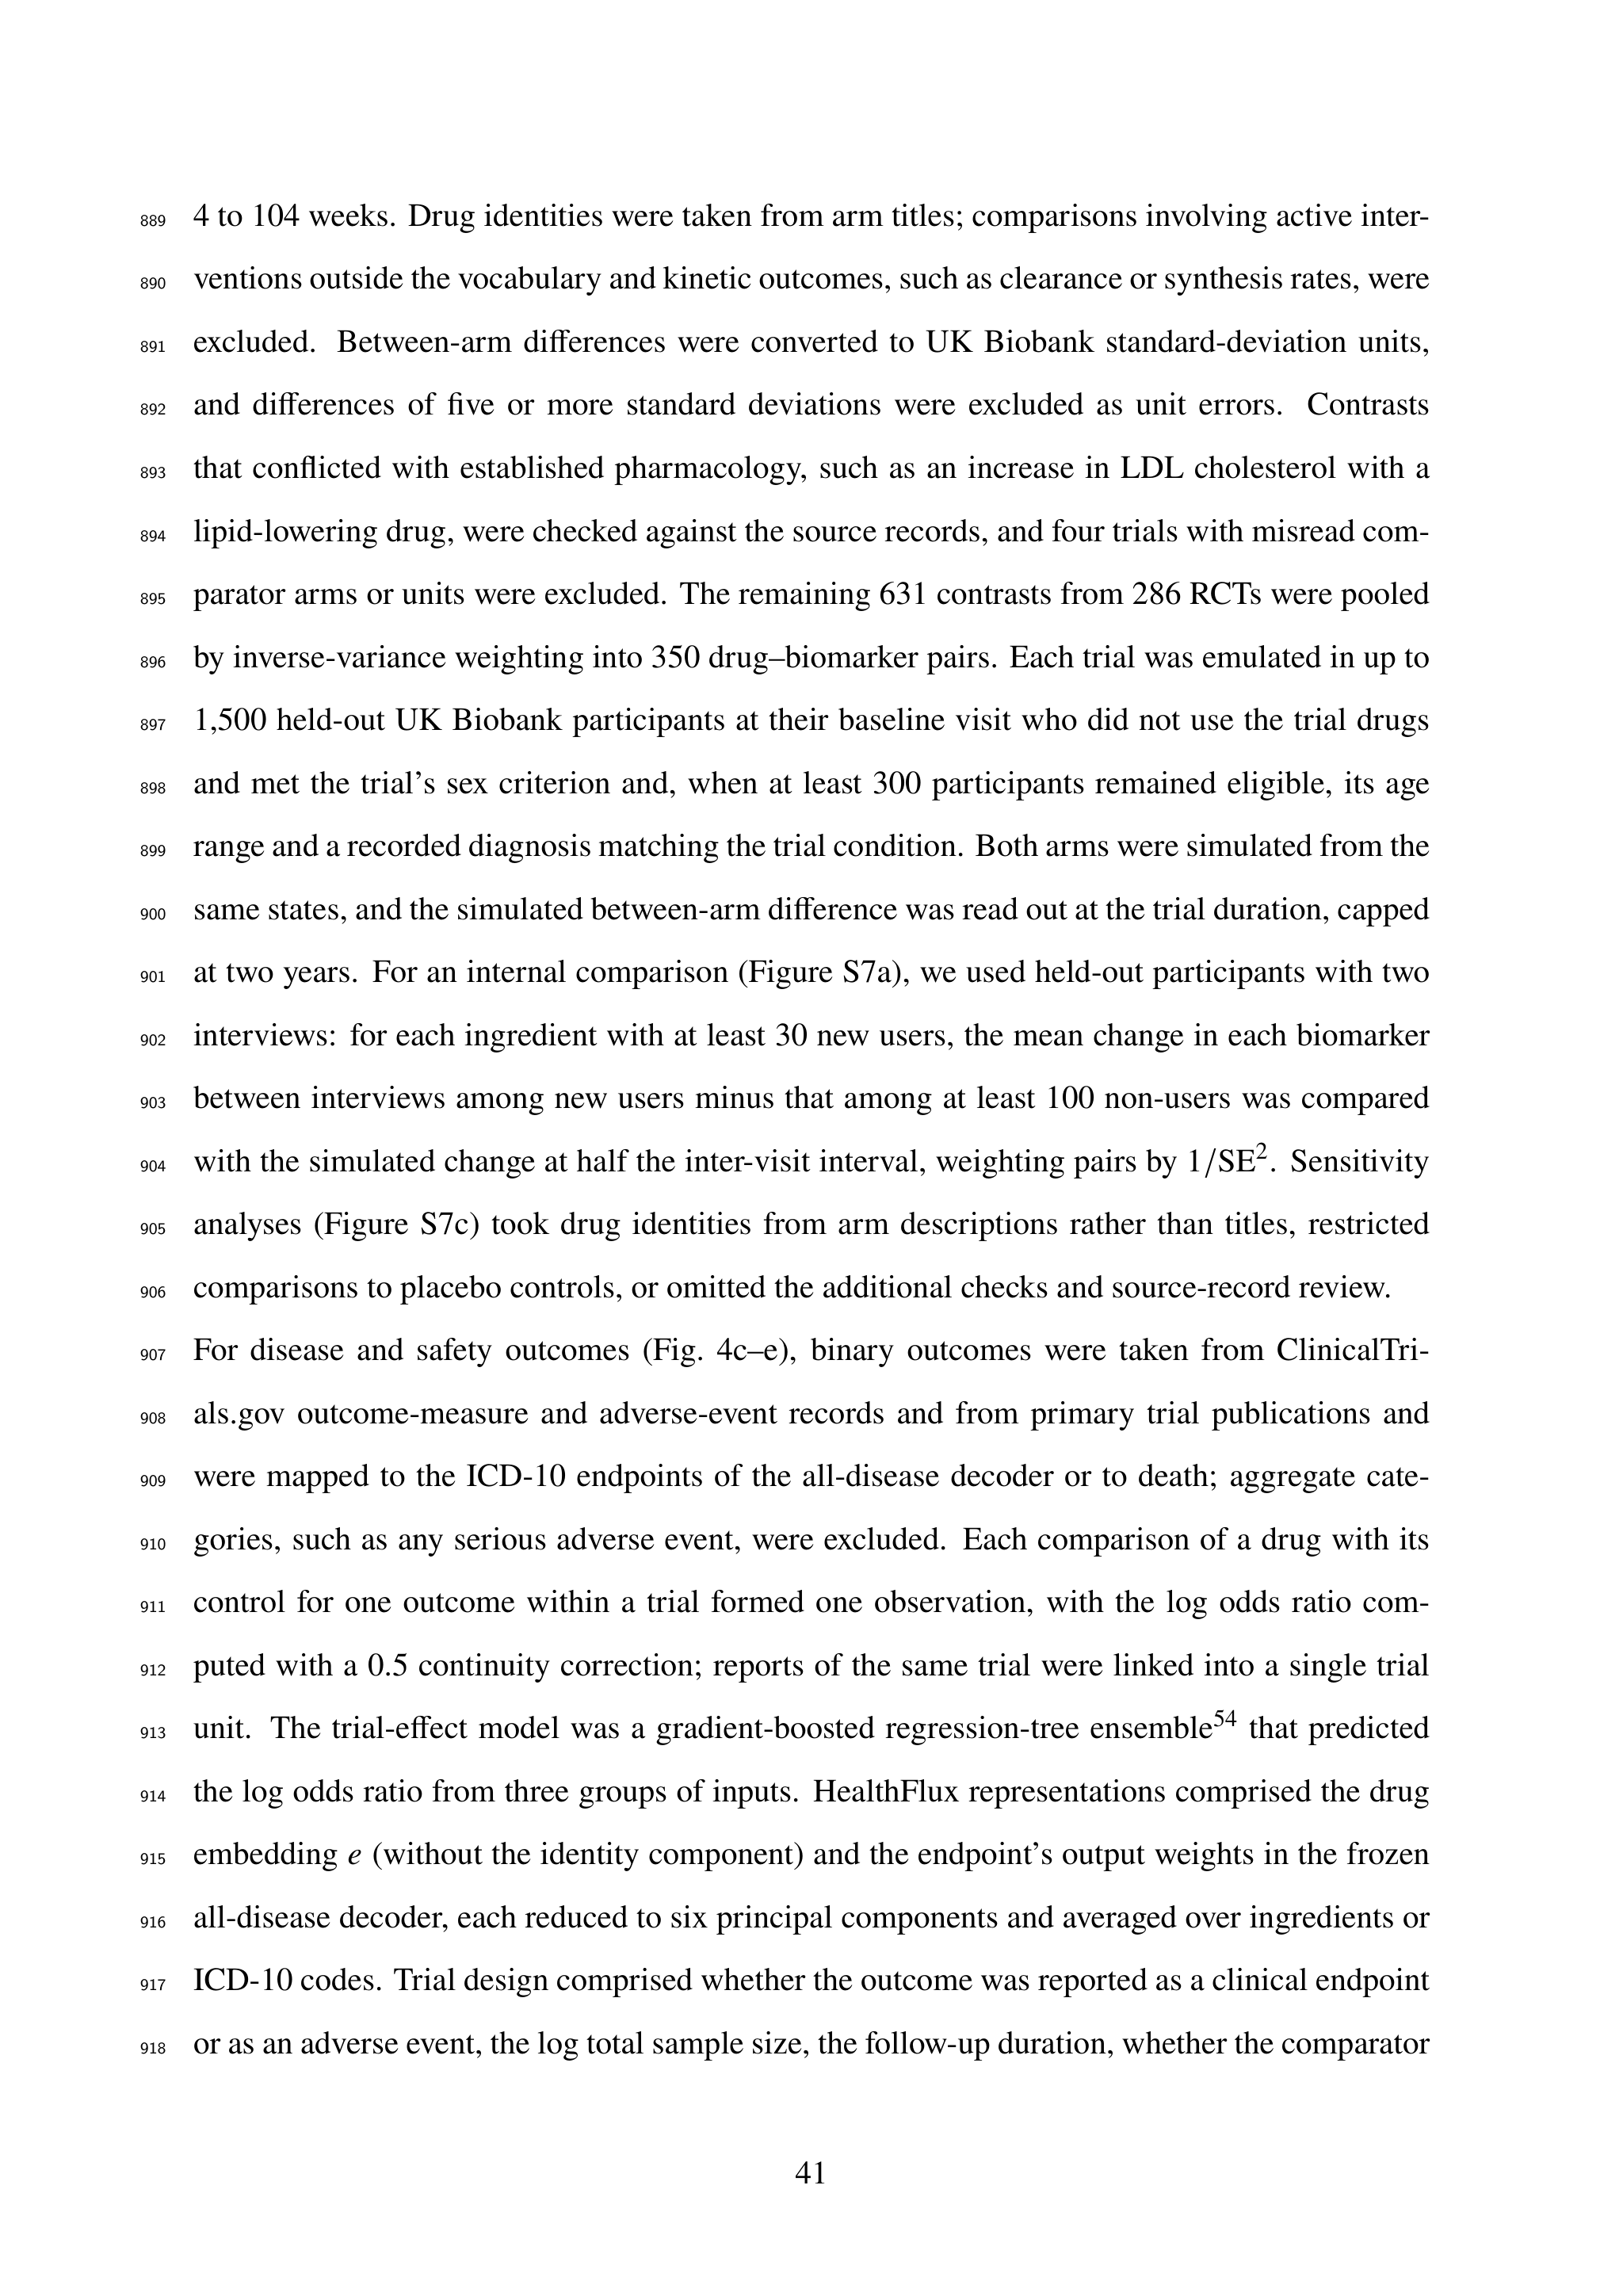 889 4 to 104 weeks. Drug identities were taken from arm titles; comparisons involving active inter-
890 ventions outside the vocabulary and kinetic outcomes, such as clearance or synthesis rates, were
891 excluded. Between-arm differences were converted to UK Biobank standard-deviation units,
892 and differences of five or more standard deviations were excluded as unit errors. Contrasts
893 that conflicted with established pharmacology, such as an increase in LDL cholesterol with a
894 lipid-lowering drug, were checked against the source records, and four trials with misread com-
895 parator arms or units were excluded. The remaining 631 contrasts from 286 RCTs were pooled
896 by inverse-variance weighting into 350 drug–biomarker pairs. Each trial was emulated in up to
897 1,500 held-out UK Biobank participants at their baseline visit who did not use the trial drugs
898 and met the trial's sex criterion and, when at least 300 participants remained eligible, its age
899 range and a recorded diagnosis matching the trial condition. Both arms were simulated from the
900 same states, and the simulated between-arm difference was read out at the trial duration, capped
901 at two years. For an internal comparison (Figure S7a), we used held-out participants with two
902 interviews: for each ingredient with at least 30 new users, the mean change in each biomarker
903 between interviews among new users minus that among at least 100 non-users was compared
904 with the simulated change at half the inter-visit interval, weighting pairs by 1/SE². Sensitivity
905 analyses (Figure S7c) took drug identities from arm descriptions rather than titles, restricted
906 comparisons to placebo controls, or omitted the additional checks and source-record review.
907 For disease and safety outcomes (Fig. 4c–e), binary outcomes were taken from ClinicalTri-
908 als.gov outcome-measure and adverse-event records and from primary trial publications and
909 were mapped to the ICD-10 endpoints of the all-disease decoder or to death; aggregate cate-
910 gories, such as any serious adverse event, were excluded. Each comparison of a drug with its
911 control for one outcome within a trial formed one observation, with the log odds ratio com-
912 puted with a 0.5 continuity correction; reports of the same trial were linked into a single trial
913 unit. The trial-effect model was a gradient-boosted regression-tree ensemble⁵⁴ that predicted
914 the log odds ratio from three groups of inputs. HealthFlux representations comprised the drug
915 embedding e (without the identity component) and the endpoint's output weights in the frozen
916 all-disease decoder, each reduced to six principal components and averaged over ingredients or
917 ICD-10 codes. Trial design comprised whether the outcome was reported as a clinical endpoint
918 or as an adverse event, the log total sample size, the follow-up duration, whether the comparator
41